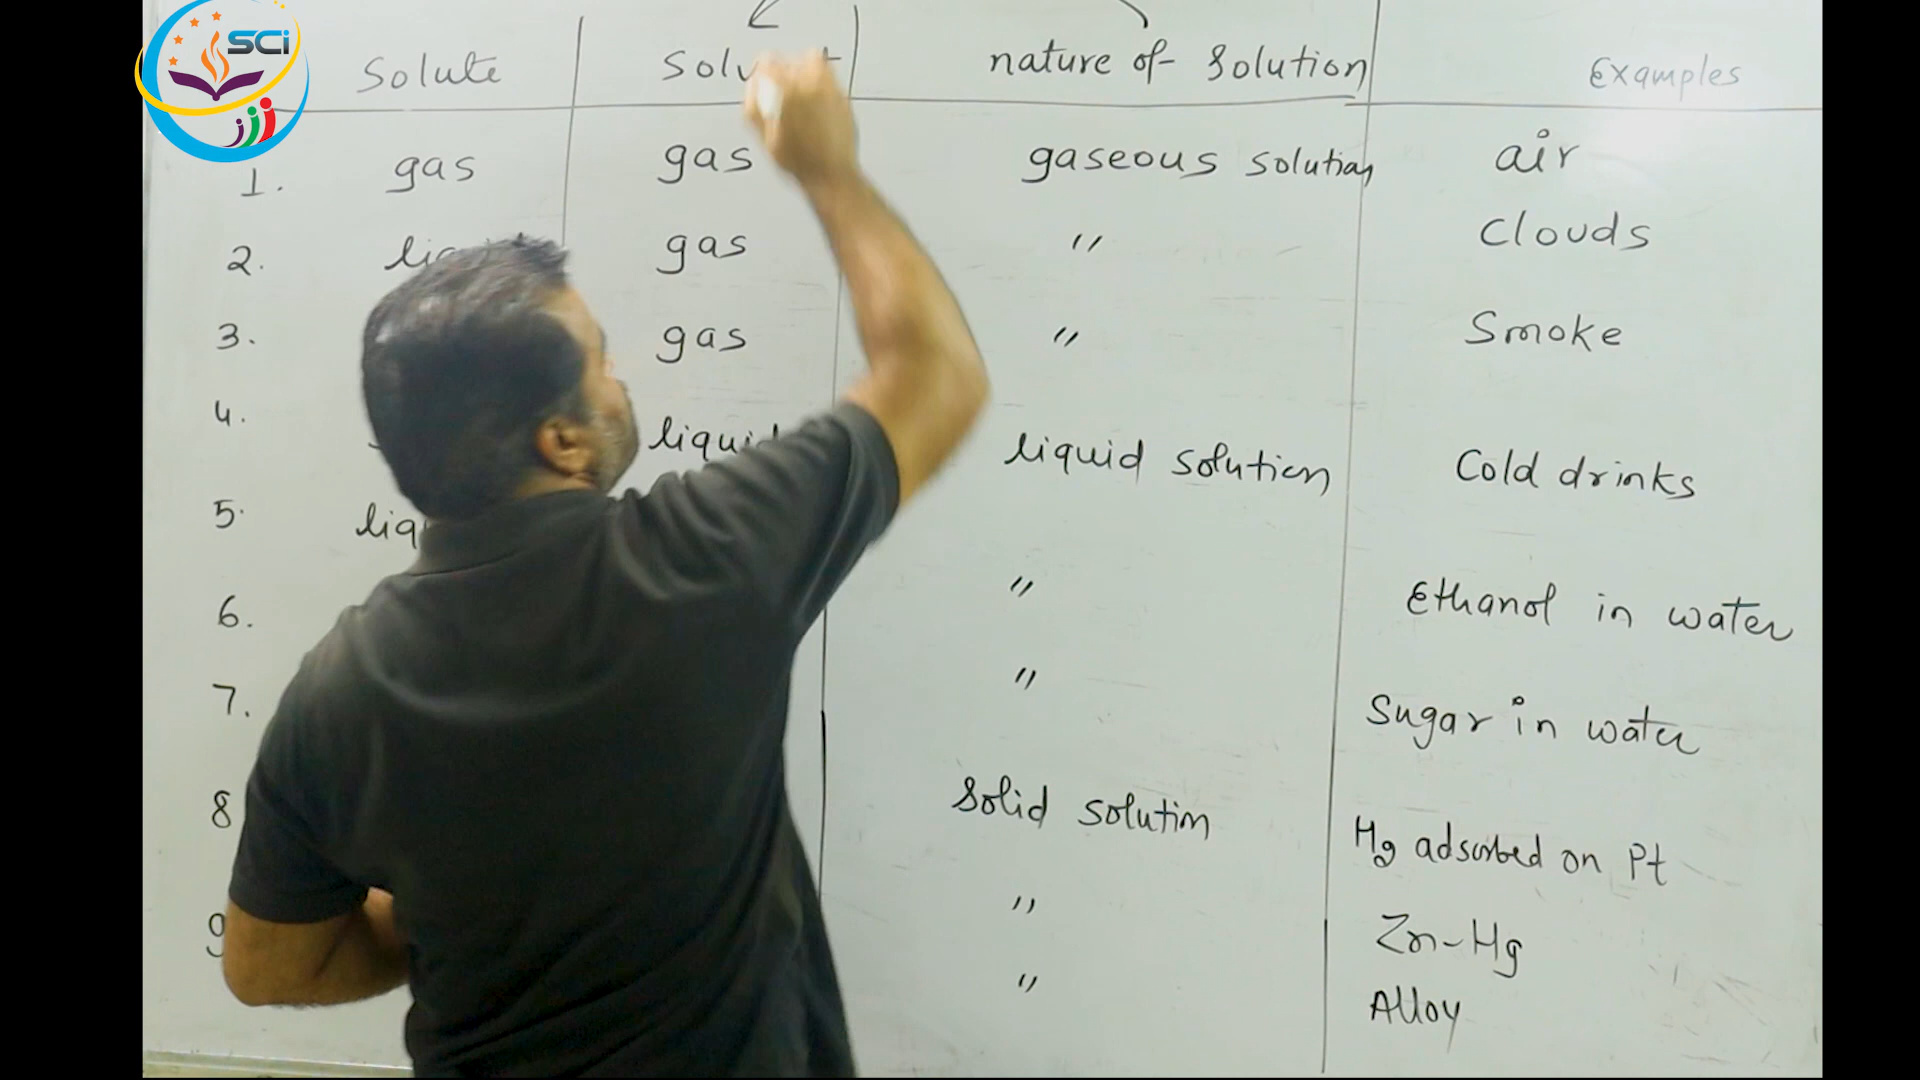 SCi
Solute nature of Solution Examples
1. gas gas gaseous solution air
2. gas " Clouds
3. gas " Smoke
4. liquid solution Cold drinks
5.
6. " Ethanol in water
7. " Sugar in water
8 Solid solution Hg adsorbed on Pt
9 " Zn-Hg
" Alloy